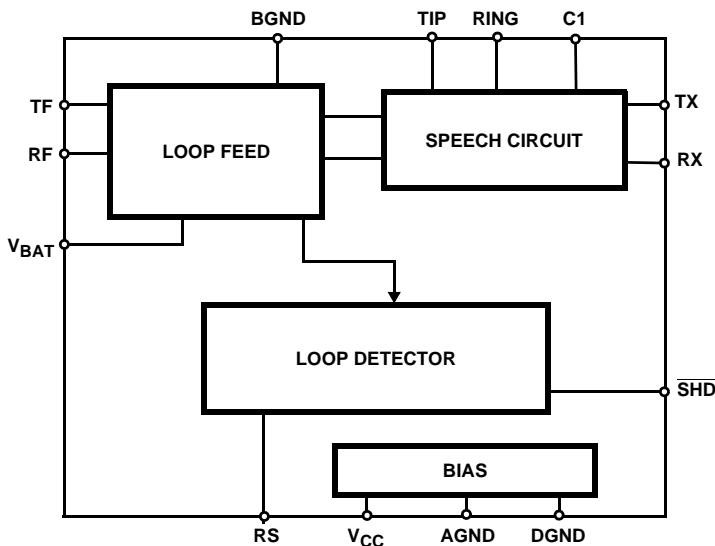 BGND TIP RING C1
TF
RF
LOOP FEED
SPEECH CIRCUIT
TX
RX
VBAT
LOOP DETECTOR
SHD
BIAS
RS VCC AGND DGND